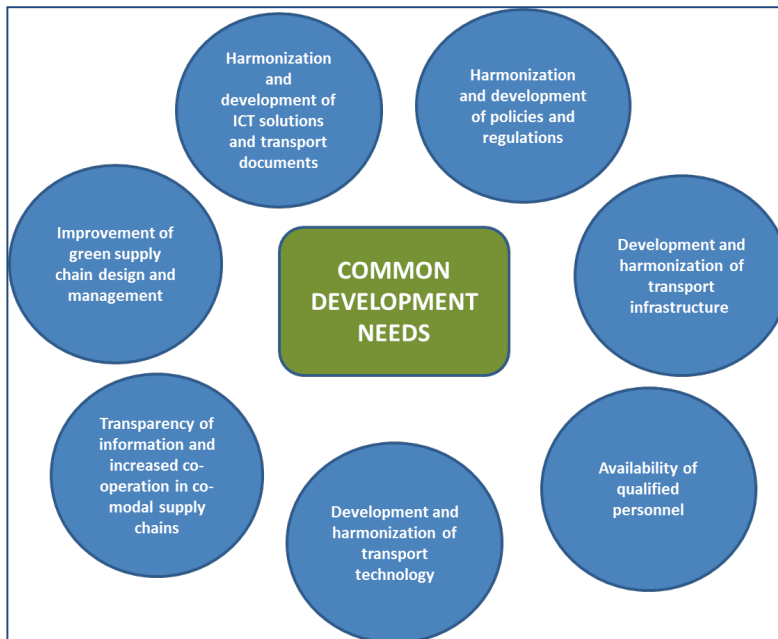 Harmonization
and
development of
ICT solutions
and transport
documents
Harmonization
and development
of policies and
regulations
Improvement of
green supply
chain design and
management
COMMON
DEVELOPMENT
NEEDS
Development and
harmonization of
transport
infrastructure
Transparency of
information and
increased co-
operation in co-
modal supply
chains
Development and
harmonization of
transport
technology
Availability of
qualified
personnel